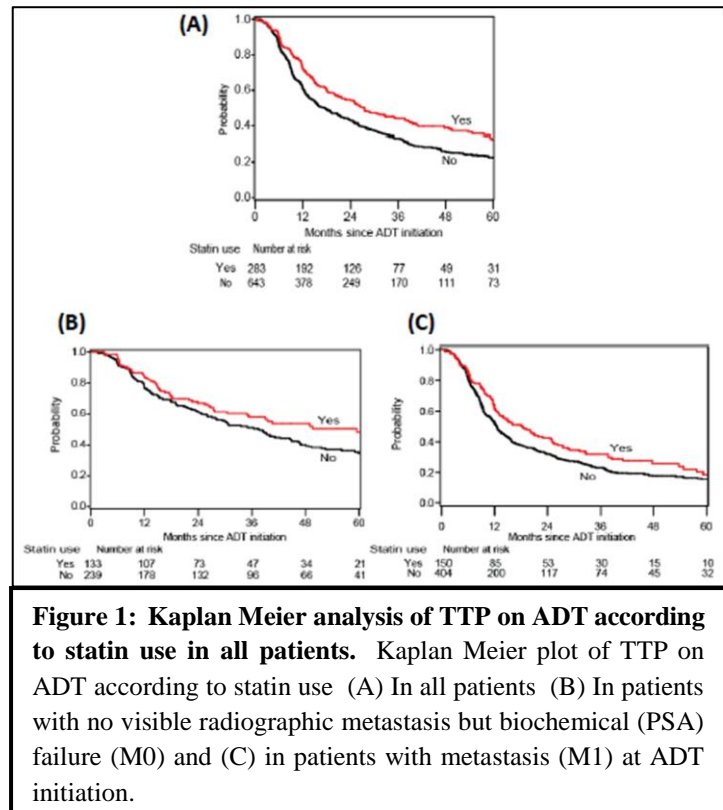 (A)
1.0
0.8
0.6
0.4
0.2
0.0
Probability
Yes
No
0 12 24 36 48 60
Months since ADT initiation
Statin use Number at risk
Yes 283 192 126 77 49 31
No 643 378 249 170 111 73
(B)
1.0
0.8
0.6
0.4
0.2
0.0
Probability
Yes
No
0 12 24 36 48 60
Months since ADT initiation
Statin use Number at risk
Yes 133 107 73 47 34 21
No 239 178 132 96 66 41
(C)
1.0
0.8
0.6
0.4
0.2
0.0
Probability
Yes
No
0 12 24 36 48 60
Months since ADT initiation
Statin use Number at risk
Yes 150 85 53 30 15 10
No 404 200 117 74 45 32
Figure 1: Kaplan Meier analysis of TTP on ADT according
to statin use in all patients. Kaplan Meier plot of TTP on
ADT according to statin use (A) In all patients (B) In patients
with no visible radiographic metastasis but biochemical (PSA)
failure (M0) and (C) in patients with metastasis (M1) at ADT
initiation.